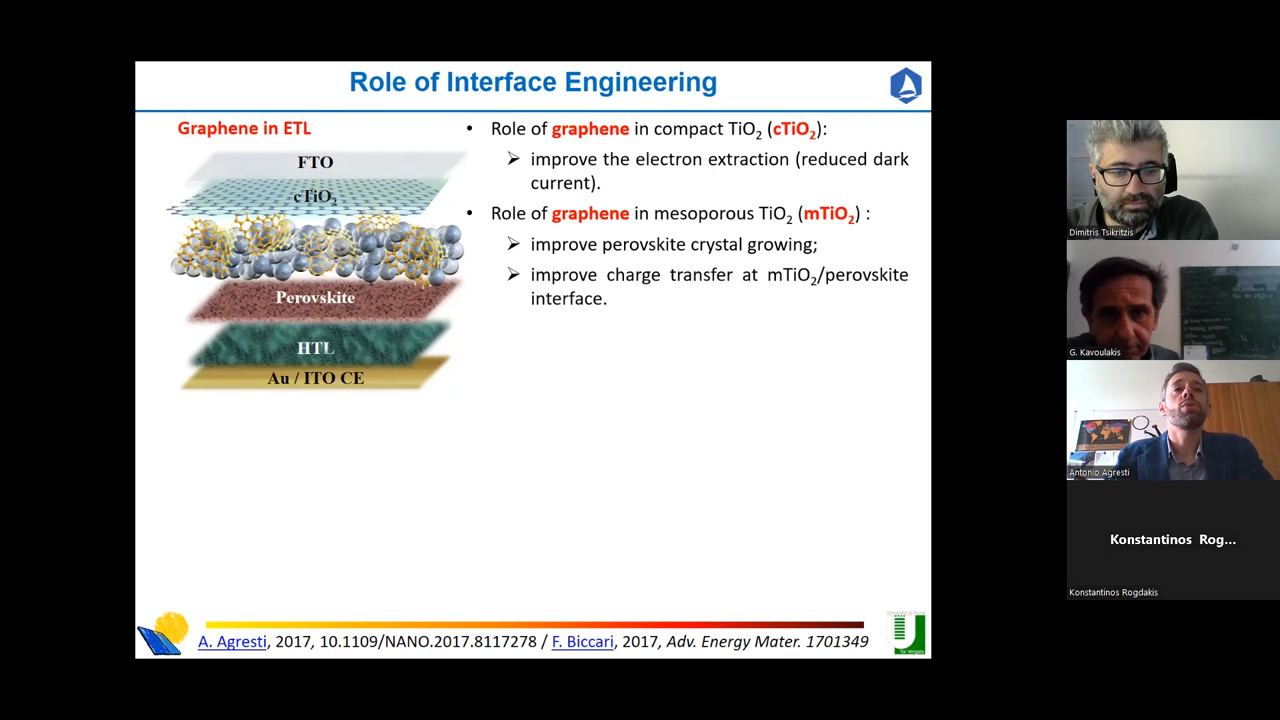 Role of Interface Engineering
Graphene in ETL
FTO
cTiO₂
Perovskite
HTL
Au / ITO CE
• Role of graphene in compact TiO₂ (cTiO₂):
➢ improve the electron extraction (reduced dark
current).
• Role of graphene in mesoporous TiO₂ (mTiO₂) :
➢ improve perovskite crystal growing;
➢ improve charge transfer at mTiO₂/perovskite
interface.
A. Agresti, 2017, 10.1109/NANO.2017.8117278 / F. Biccari, 2017, Adv. Energy Mater. 1701349
Tor Vergata
Dimitris Tsikritzis
G. Kavoulakis
Antonio Agresti
Konstantinos Rog...
Konstantinos Rogdakis